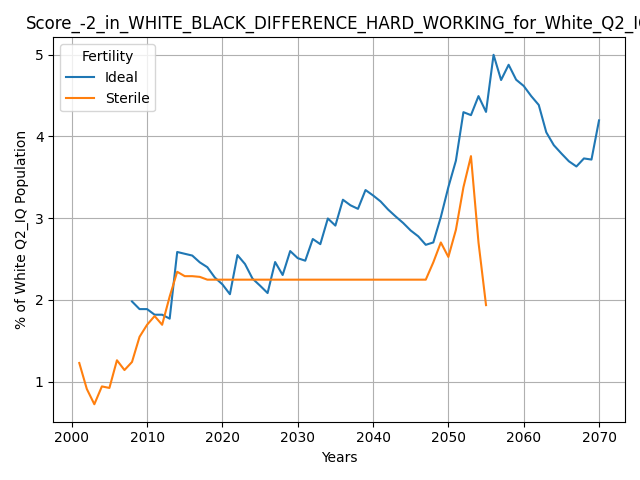 Score_-2_in_WHITE_BLACK_DIFFERENCE_HARD_WORKING_for_White_Q2_I
Fertility
Ideal
Sterile
% of White Q2_IQ Population
5
4
3
2
1
2000 2010 2020 2030 2040 2050 2060 2070
Years